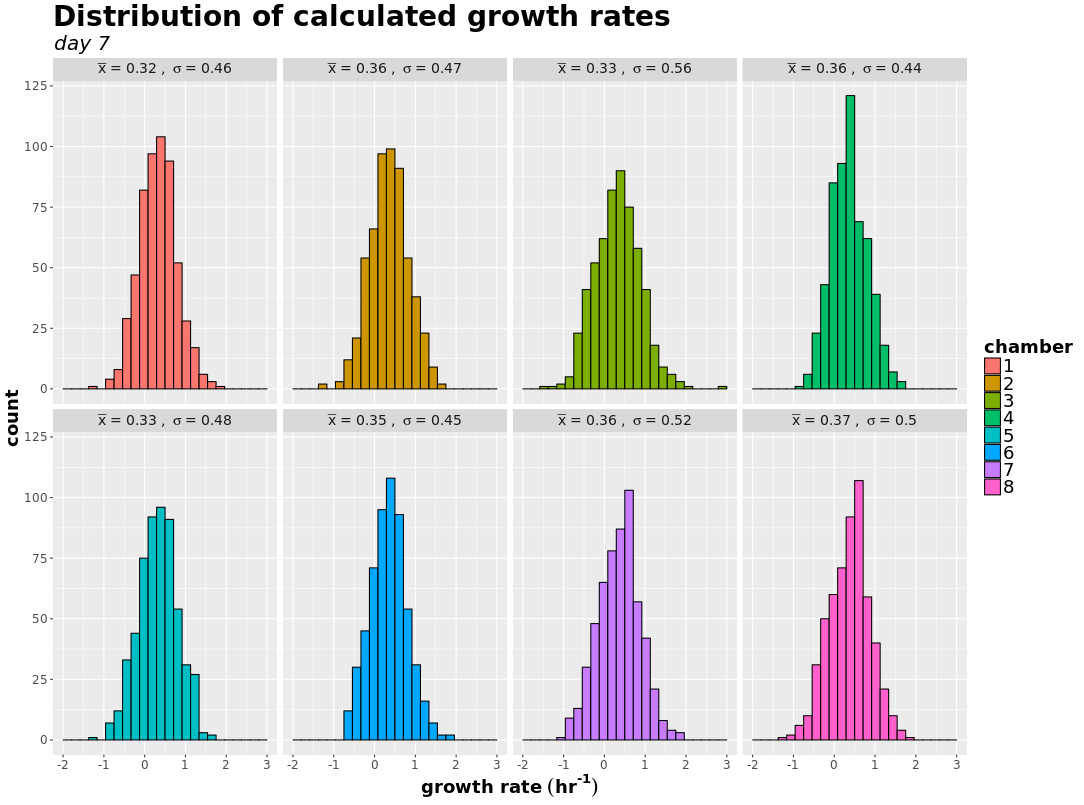 Distribution of calculated growth rates
day 7
x̅ = 0.32 , σ = 0.46
x̅ = 0.36 , σ = 0.47
x̅ = 0.33 , σ = 0.56
x̅ = 0.36 , σ = 0.44
125
100
75
50
25
0
x̅ = 0.33 , σ = 0.48
x̅ = 0.35 , σ = 0.45
x̅ = 0.36 , σ = 0.52
x̅ = 0.37 , σ = 0.5
125
100
75
50
25
0
-2 -1 0 1 2 3
-2 -1 0 1 2 3
-2 -1 0 1 2 3
-2 -1 0 1 2 3
count
growth rate (hr⁻¹)
chamber
1
2
3
4
5
6
7
8